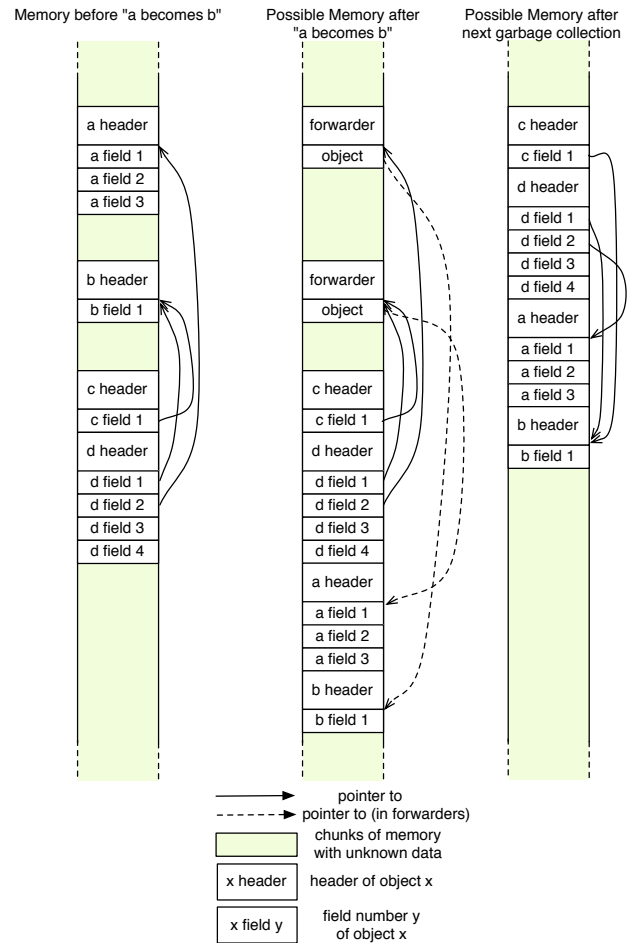 Memory before "a becomes b"
a header
a field 1
a field 2
a field 3
b header
b field 1
c header
c field 1
d header
d field 1
d field 2
d field 3
d field 4
Possible Memory after
"a becomes b"
forwarder
object
forwarder
object
c header
c field 1
d header
d field 1
d field 2
d field 3
d field 4
a header
a field 1
a field 2
a field 3
b header
b field 1
Possible Memory after
next garbage collection
c header
c field 1
d header
d field 1
d field 2
d field 3
d field 4
a header
a field 1
a field 2
a field 3
b header
b field 1
pointer to
pointer to (in forwarders)
chunks of memory
with unknown data
x header
header of object x
x field y
field number y
of object x